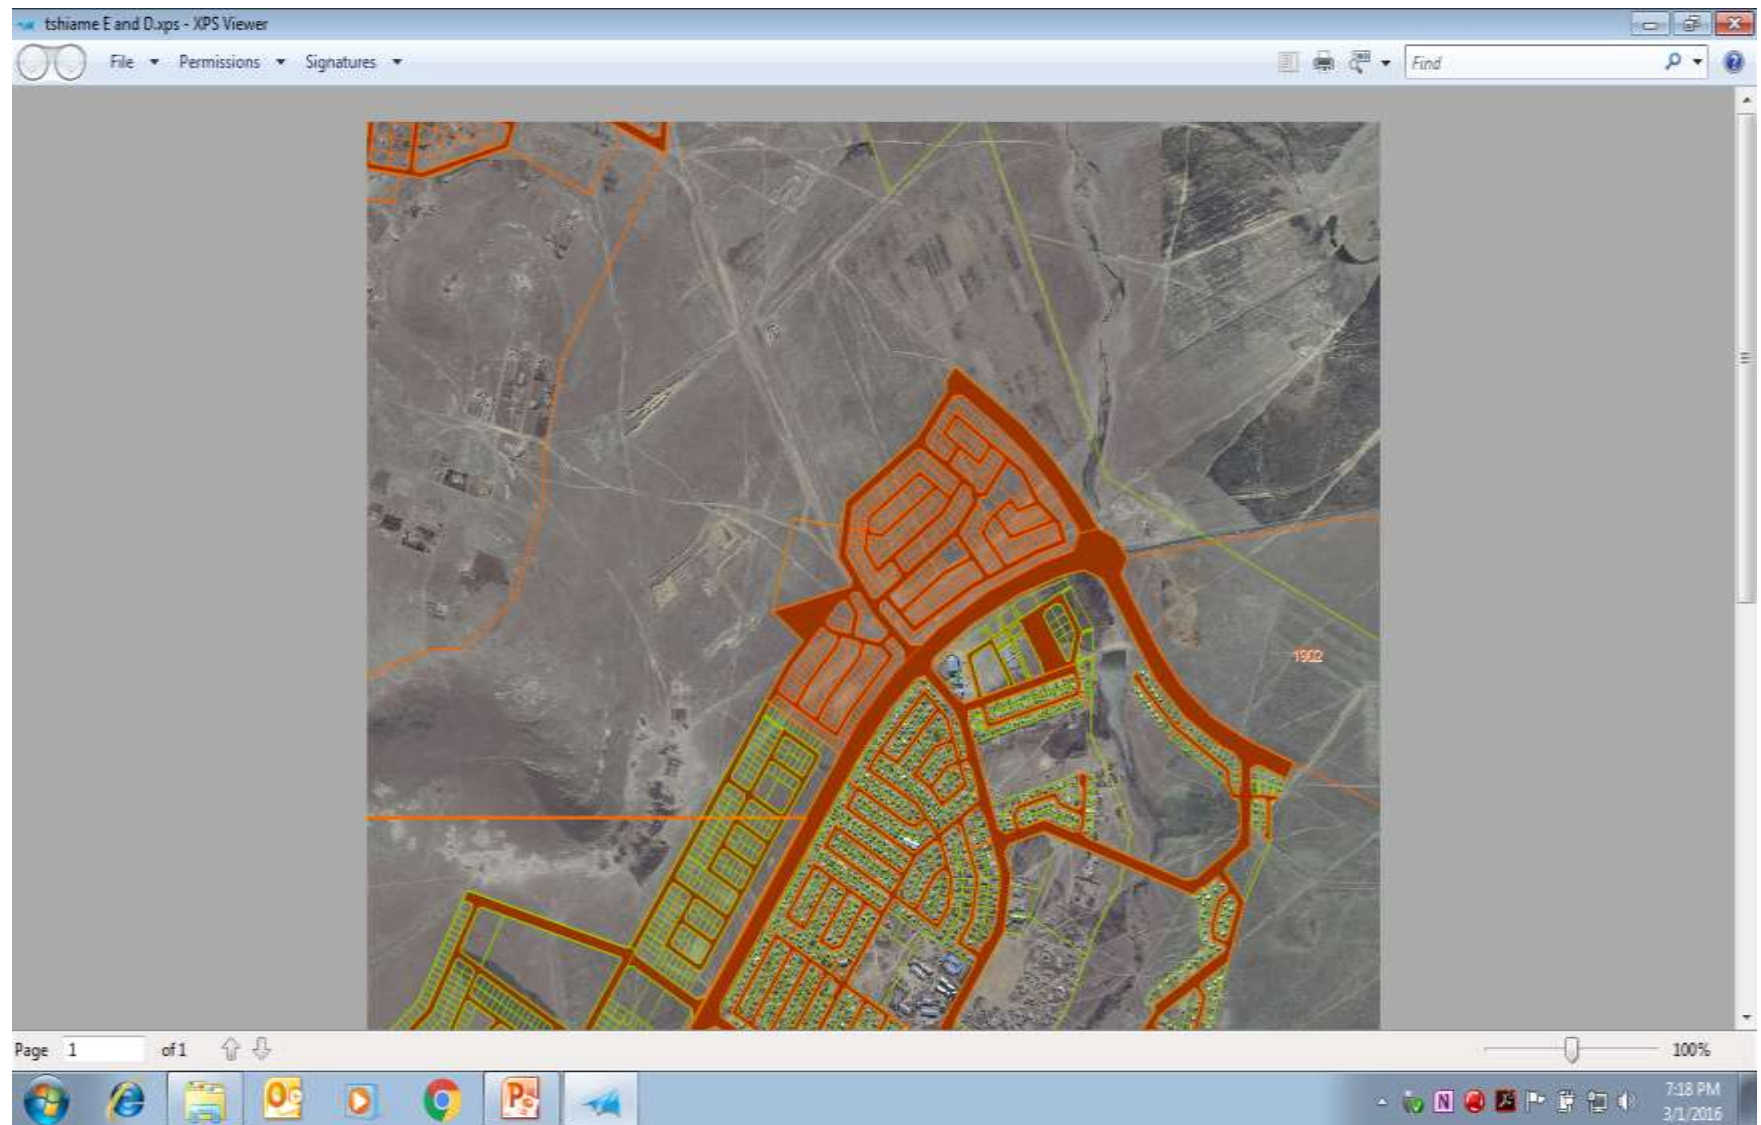 tshiame E and D.xps - XPS Viewer
File Permissions Signatures Find
1902
Page 1 of 1 100%
7:18 PM
3/1/2016